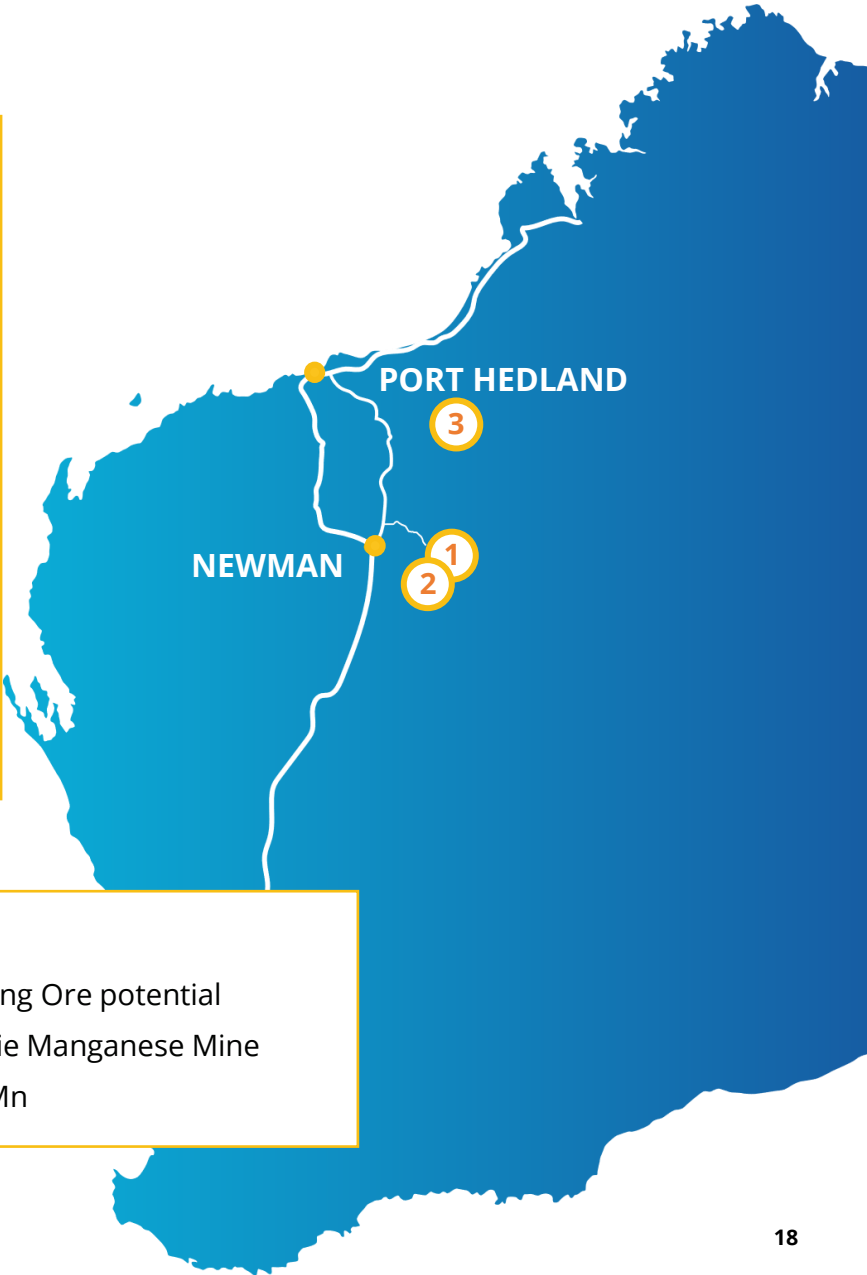 PORT HEDLAND
3
NEWMAN
1
2
ng Ore potential
ie Manganese Mine
Mn
18